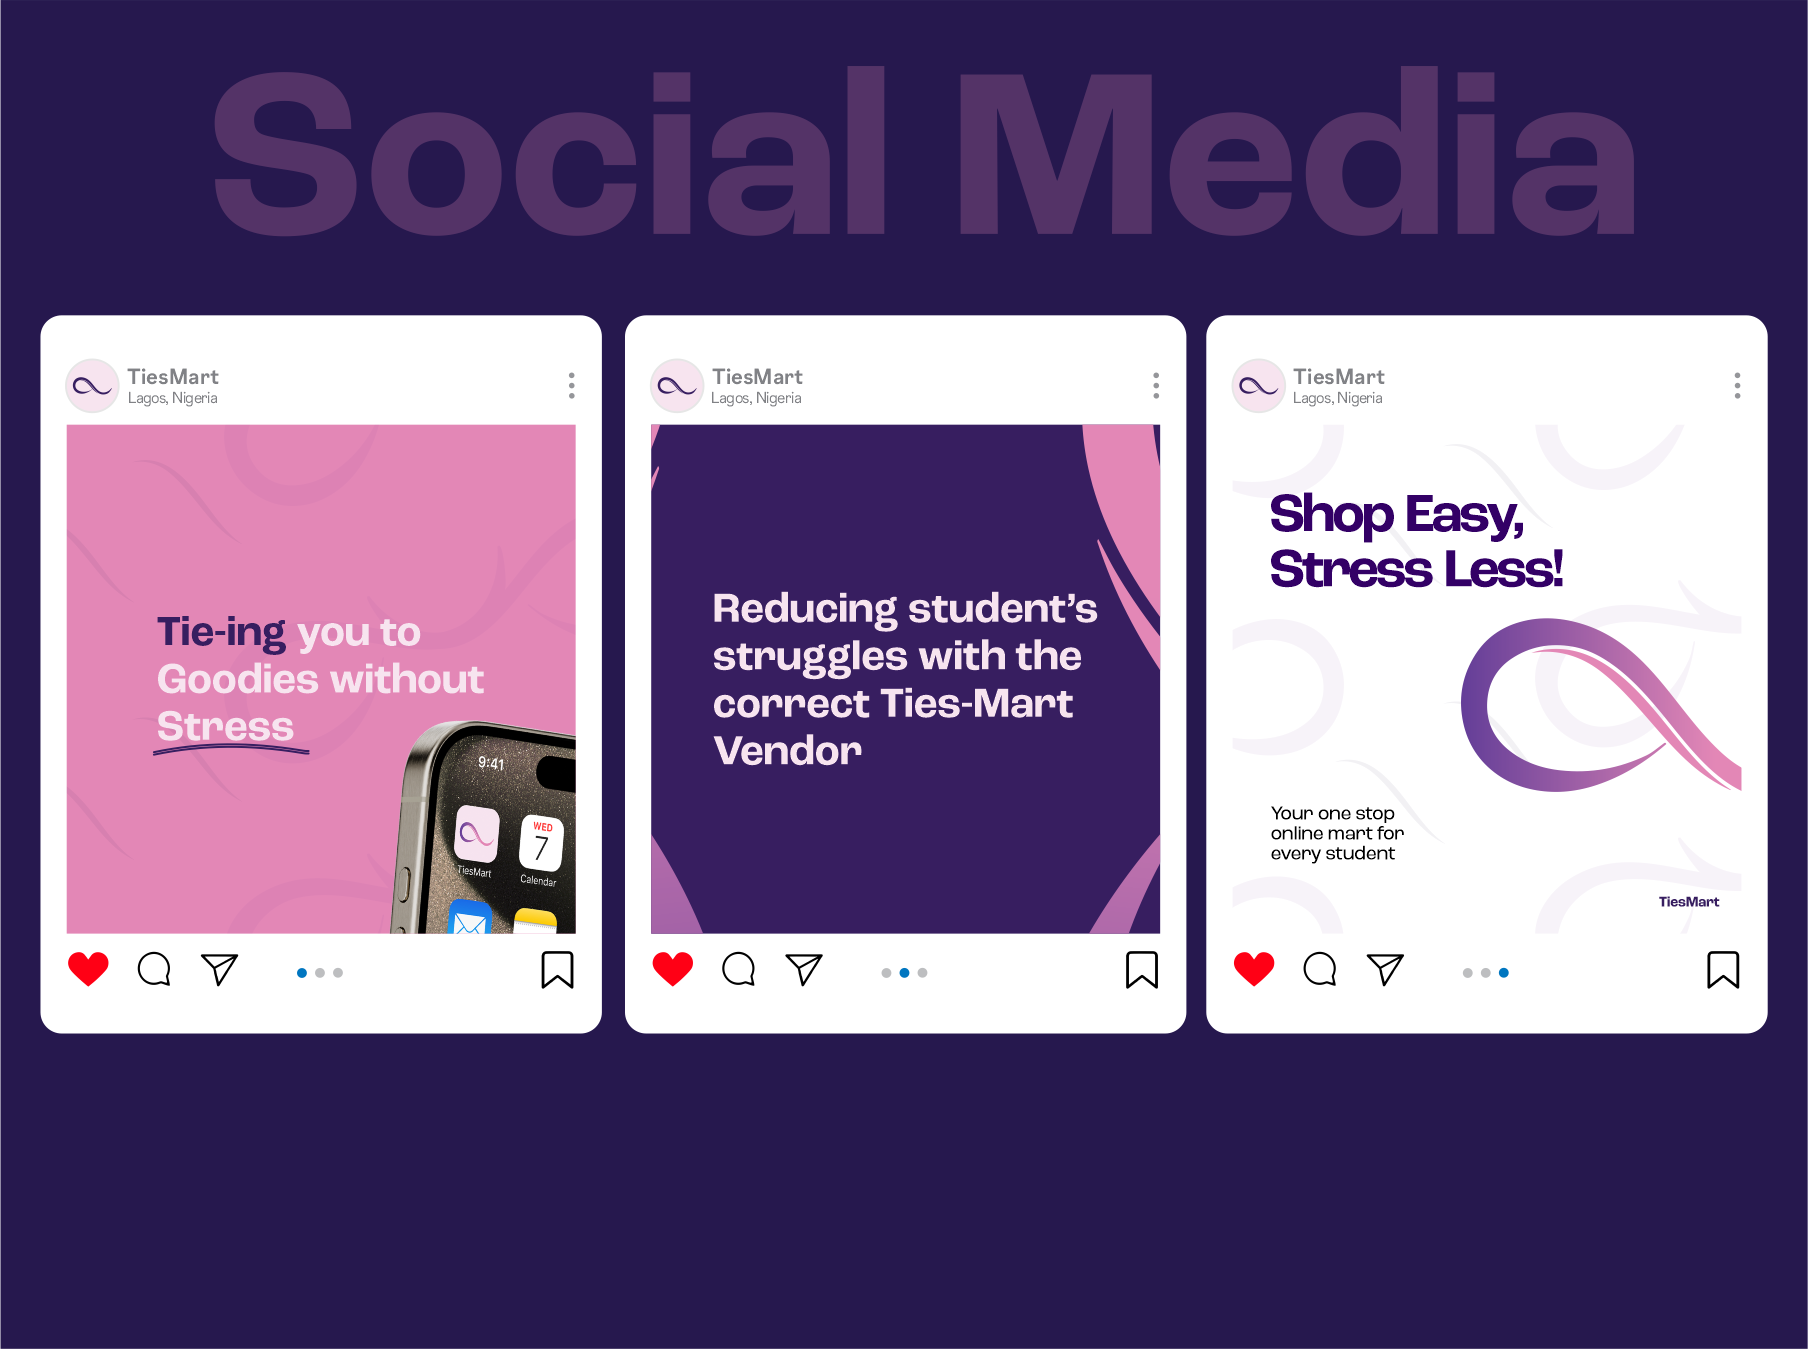 Social Media
TiesMart
Lagos, Nigeria
Tie-ing you to
Goodies without
Stress
9:41
TiesMart
WED
7
Calendar
TiesMart
Lagos, Nigeria
Reducing student's
struggles with the
correct Ties-Mart
Vendor
TiesMart
Lagos, Nigeria
Shop Easy,
Stress Less!
Your one stop
online mart for
every student
TiesMart